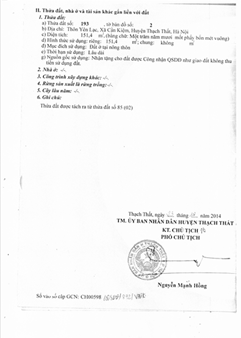 II. Thửa đất, nhà ở và tài sản khác gắn liền với đất
1. Thửa đất:
a) Thửa đất số: 193 , tờ bản đồ số: 2
b) Địa chỉ: Thôn Yên Lạc, Xã Cần Kiệm, Huyện Thạch Thất, Hà Nội
c) Diện tích: 151,4 m², (bằng chữ: Một trăm năm mươi mốt phẩy bốn mét vuông)
d) Hình thức sử dụng: riêng: 151,4 m²; chung: không m²
đ) Mục đích sử dụng: Đất ở tại nông thôn
e) Thời hạn sử dụng: Lâu dài
g) Nguồn gốc sử dụng: Nhận tặng cho đất được Công nhận QSDĐ như giao đất không thu
tiền sử dụng đất.
2. Nhà ở: -/-
3. Công trình xây dựng khác: -/-
4. Rừng sản xuất là rừng trồng: -/-
5. Cây lâu năm: -/-
6. Ghi chú:
Thửa đất được tách ra từ thửa đất số 85 (02)
Thạch Thất, ngày tháng năm 2014
TM. ỦY BAN NHÂN DÂN HUYỆN THẠCH THẤT
KT. CHỦ TỊCH
PHÓ CHỦ TỊCH
Nguyễn Mạnh Hồng
Số vào sổ cấp GCN: CH00598